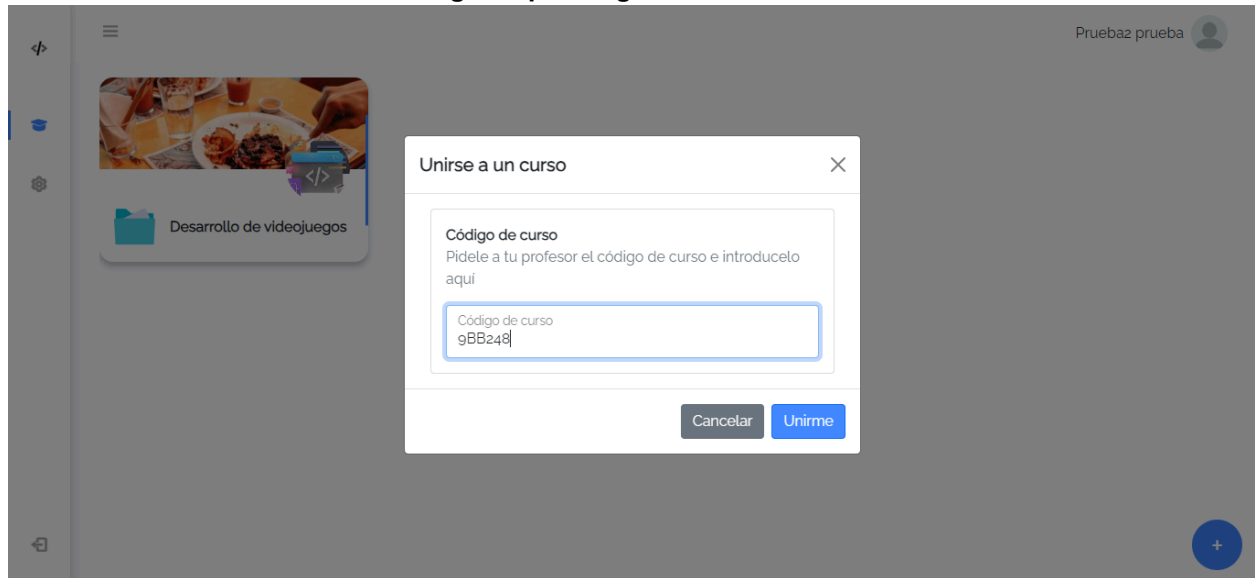 Prueba2 prueba
</>
Desarrollo de videojuegos
Unirse a un curso
Código de curso
Pidele a tu profesor el código de curso e introducelo
aquí
Código de curso
9BB248
Cancelar
Unirme
+